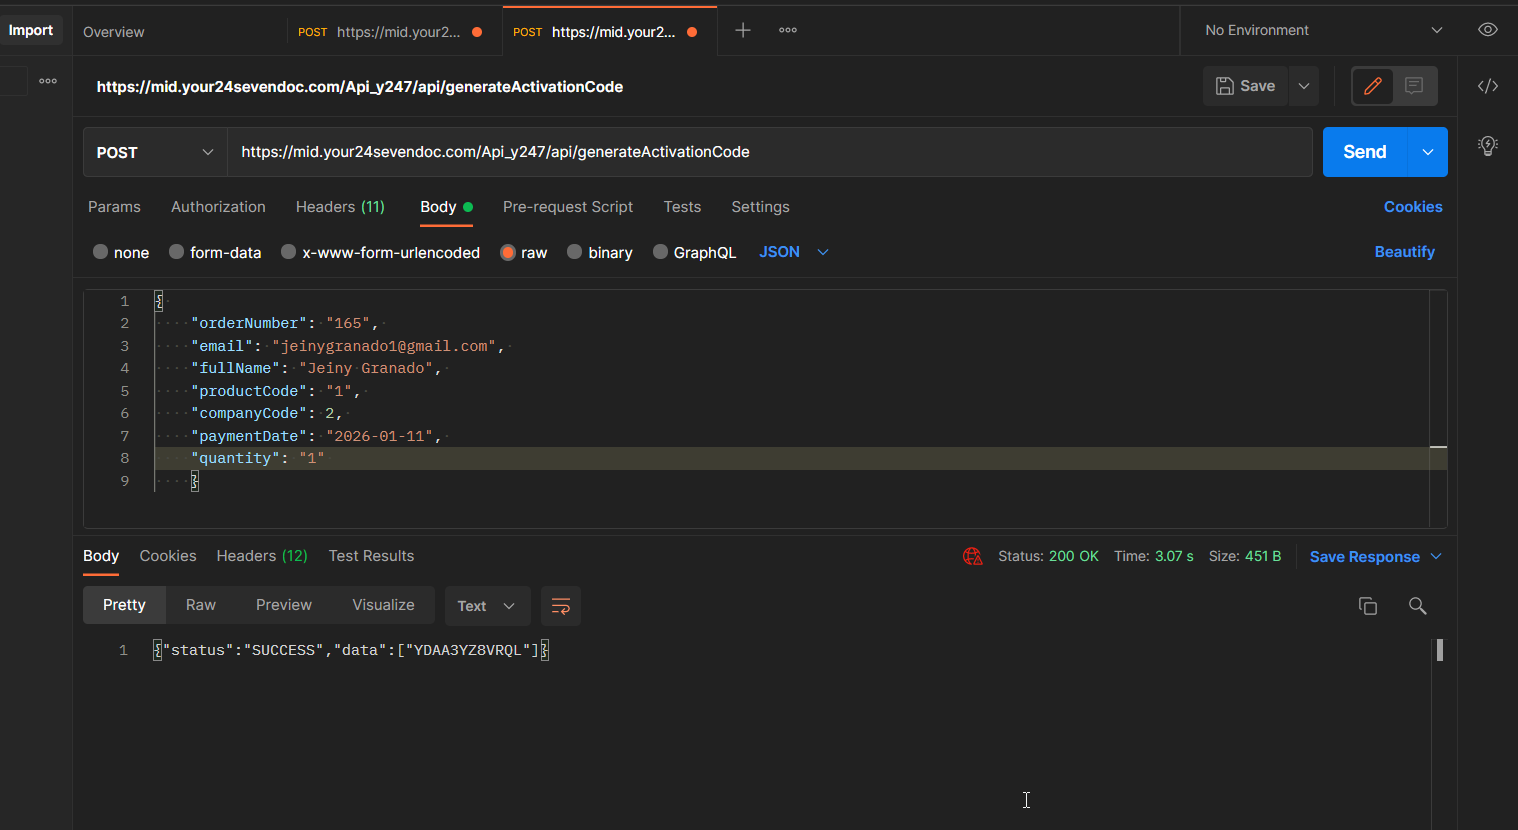 Import
Overview
POST https://mid.your2...
POST https://mid.your2...
No Environment
https://mid.your24sevendoc.com/Api_y247/api/generateActivationCode
Save
POST
https://mid.your24sevendoc.com/Api_y247/api/generateActivationCode
Send
Params Authorization Headers (11) Body Pre-request Script Tests Settings
Cookies
none form-data x-www-form-urlencoded raw binary GraphQL JSON
Beautify
1 {
2 "orderNumber": "165",
3 "email": "jeinygranado1@gmail.com",
4 "fullName": "Jeiny Granado",
5 "productCode": "1",
6 "companyCode": 2,
7 "paymentDate": "2026-01-11",
8 "quantity": "1"
9 }
Body Cookies Headers (12) Test Results
Status: 200 OK Time: 3.07 s Size: 451 B
Save Response
Pretty Raw Preview Visualize Text
1 {"status":"SUCCESS","data":["YDAA3YZ8VRQL"]}